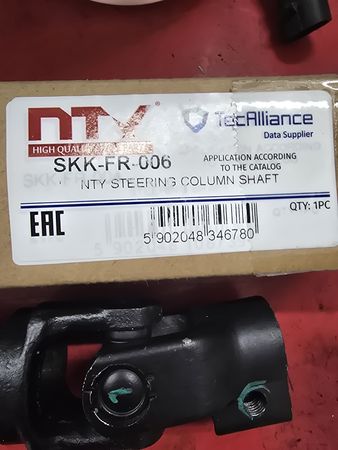 NTY
HIGH QUALITY PARTS
TecAlliance
Data Supplier
SKK-FR-006
APPLICATION ACCORDING
TO THE CATALOG
NTY STEERING COLUMN SHAFT
EAC
QTY: 1PC
5 902048 346780